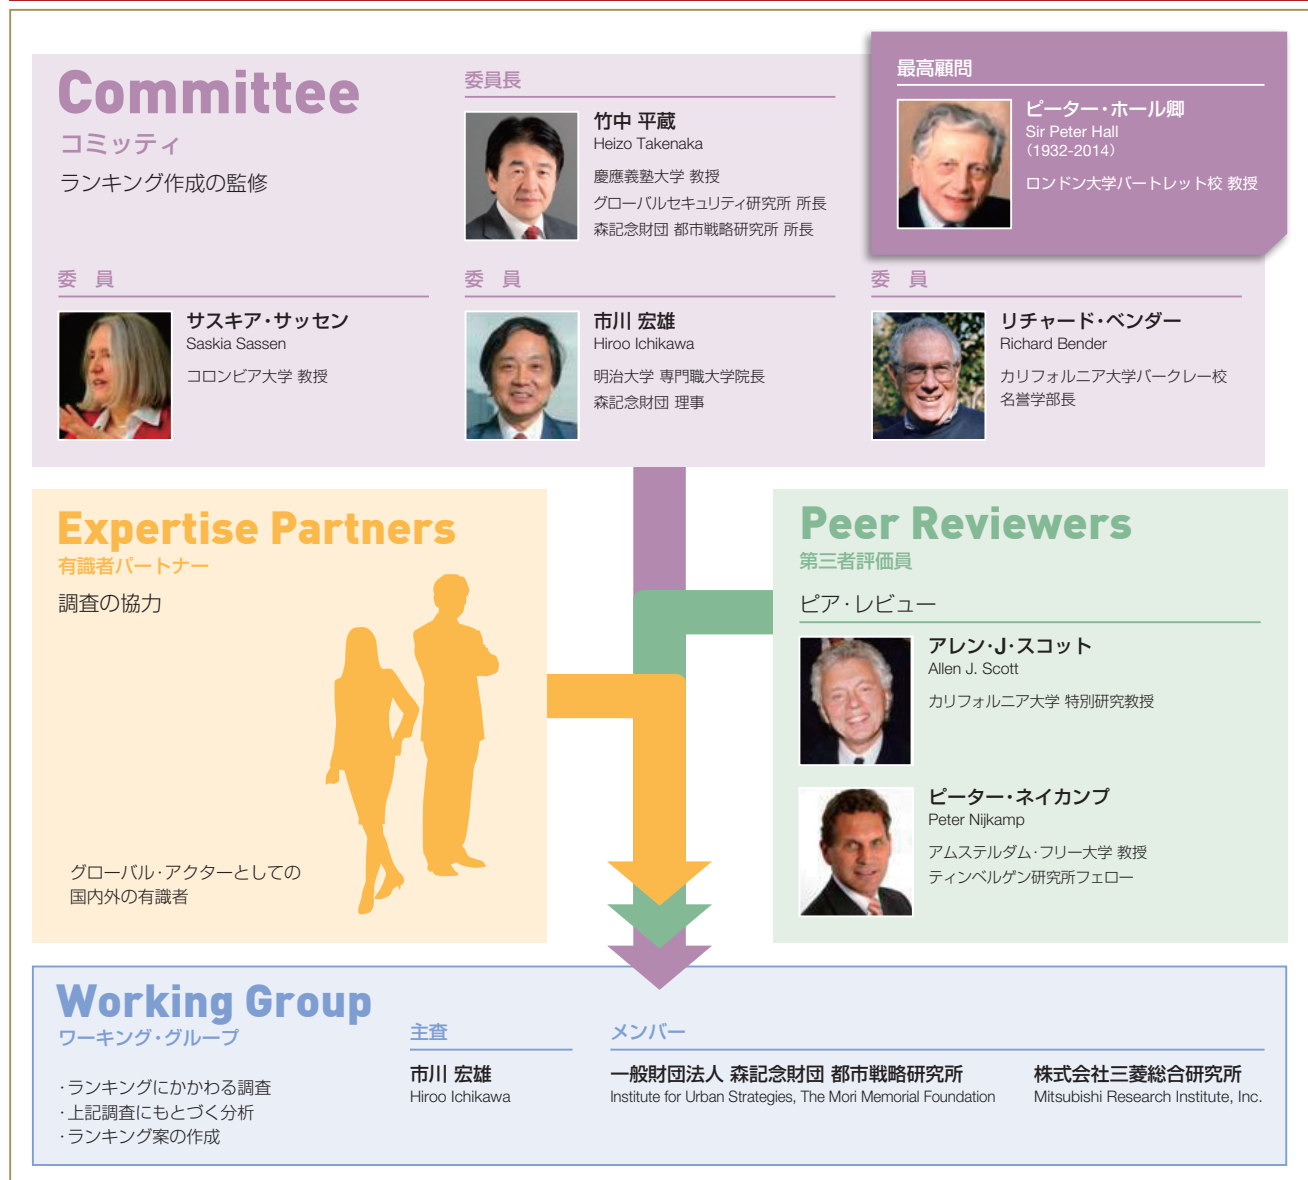 Committee
コミッティ
ランキング作成の監修
委員長
竹中 平蔵
Heizo Takenaka
慶應義塾大学 教授
グローバルセキュリティ研究所 所長
森記念財団 都市戦略研究所 所長
最高顧問
ピーター・ホール卿
Sir Peter Hall
（1932-2014）
ロンドン大学バートレット校 教授
委 員
サスキア・サッセン
Saskia Sassen
コロンビア大学 教授
委 員
市川 宏雄
Hiroo Ichikawa
明治大学 専門職大学院長
森記念財団 理事
委 員
リチャード・ベンダー
Richard Bender
カリフォルニア大学バークレー校
名誉学部長
Expertise Partners
有識者パートナー
調査の協力
グローバル・アクターとしての
国内外の有識者
Peer Reviewers
第三者評価員
ピア・レビュー
アレン・J・スコット
Allen J. Scott
カリフォルニア大学 特別研究教授
ピーター・ネイカンプ
Peter Nijkamp
アムステルダム・フリー大学 教授
ティンベルゲン研究所フェロー
Working Group
ワーキング・グループ
・ランキングにかかわる調査
・上記調査にもとづく分析
・ランキング案の作成
主査
市川 宏雄
Hiroo Ichikawa
メンバー
一般財団法人 森記念財団 都市戦略研究所
Institute for Urban Strategies, The Mori Memorial Foundation
株式会社三菱総合研究所
Mitsubishi Research Institute, Inc.